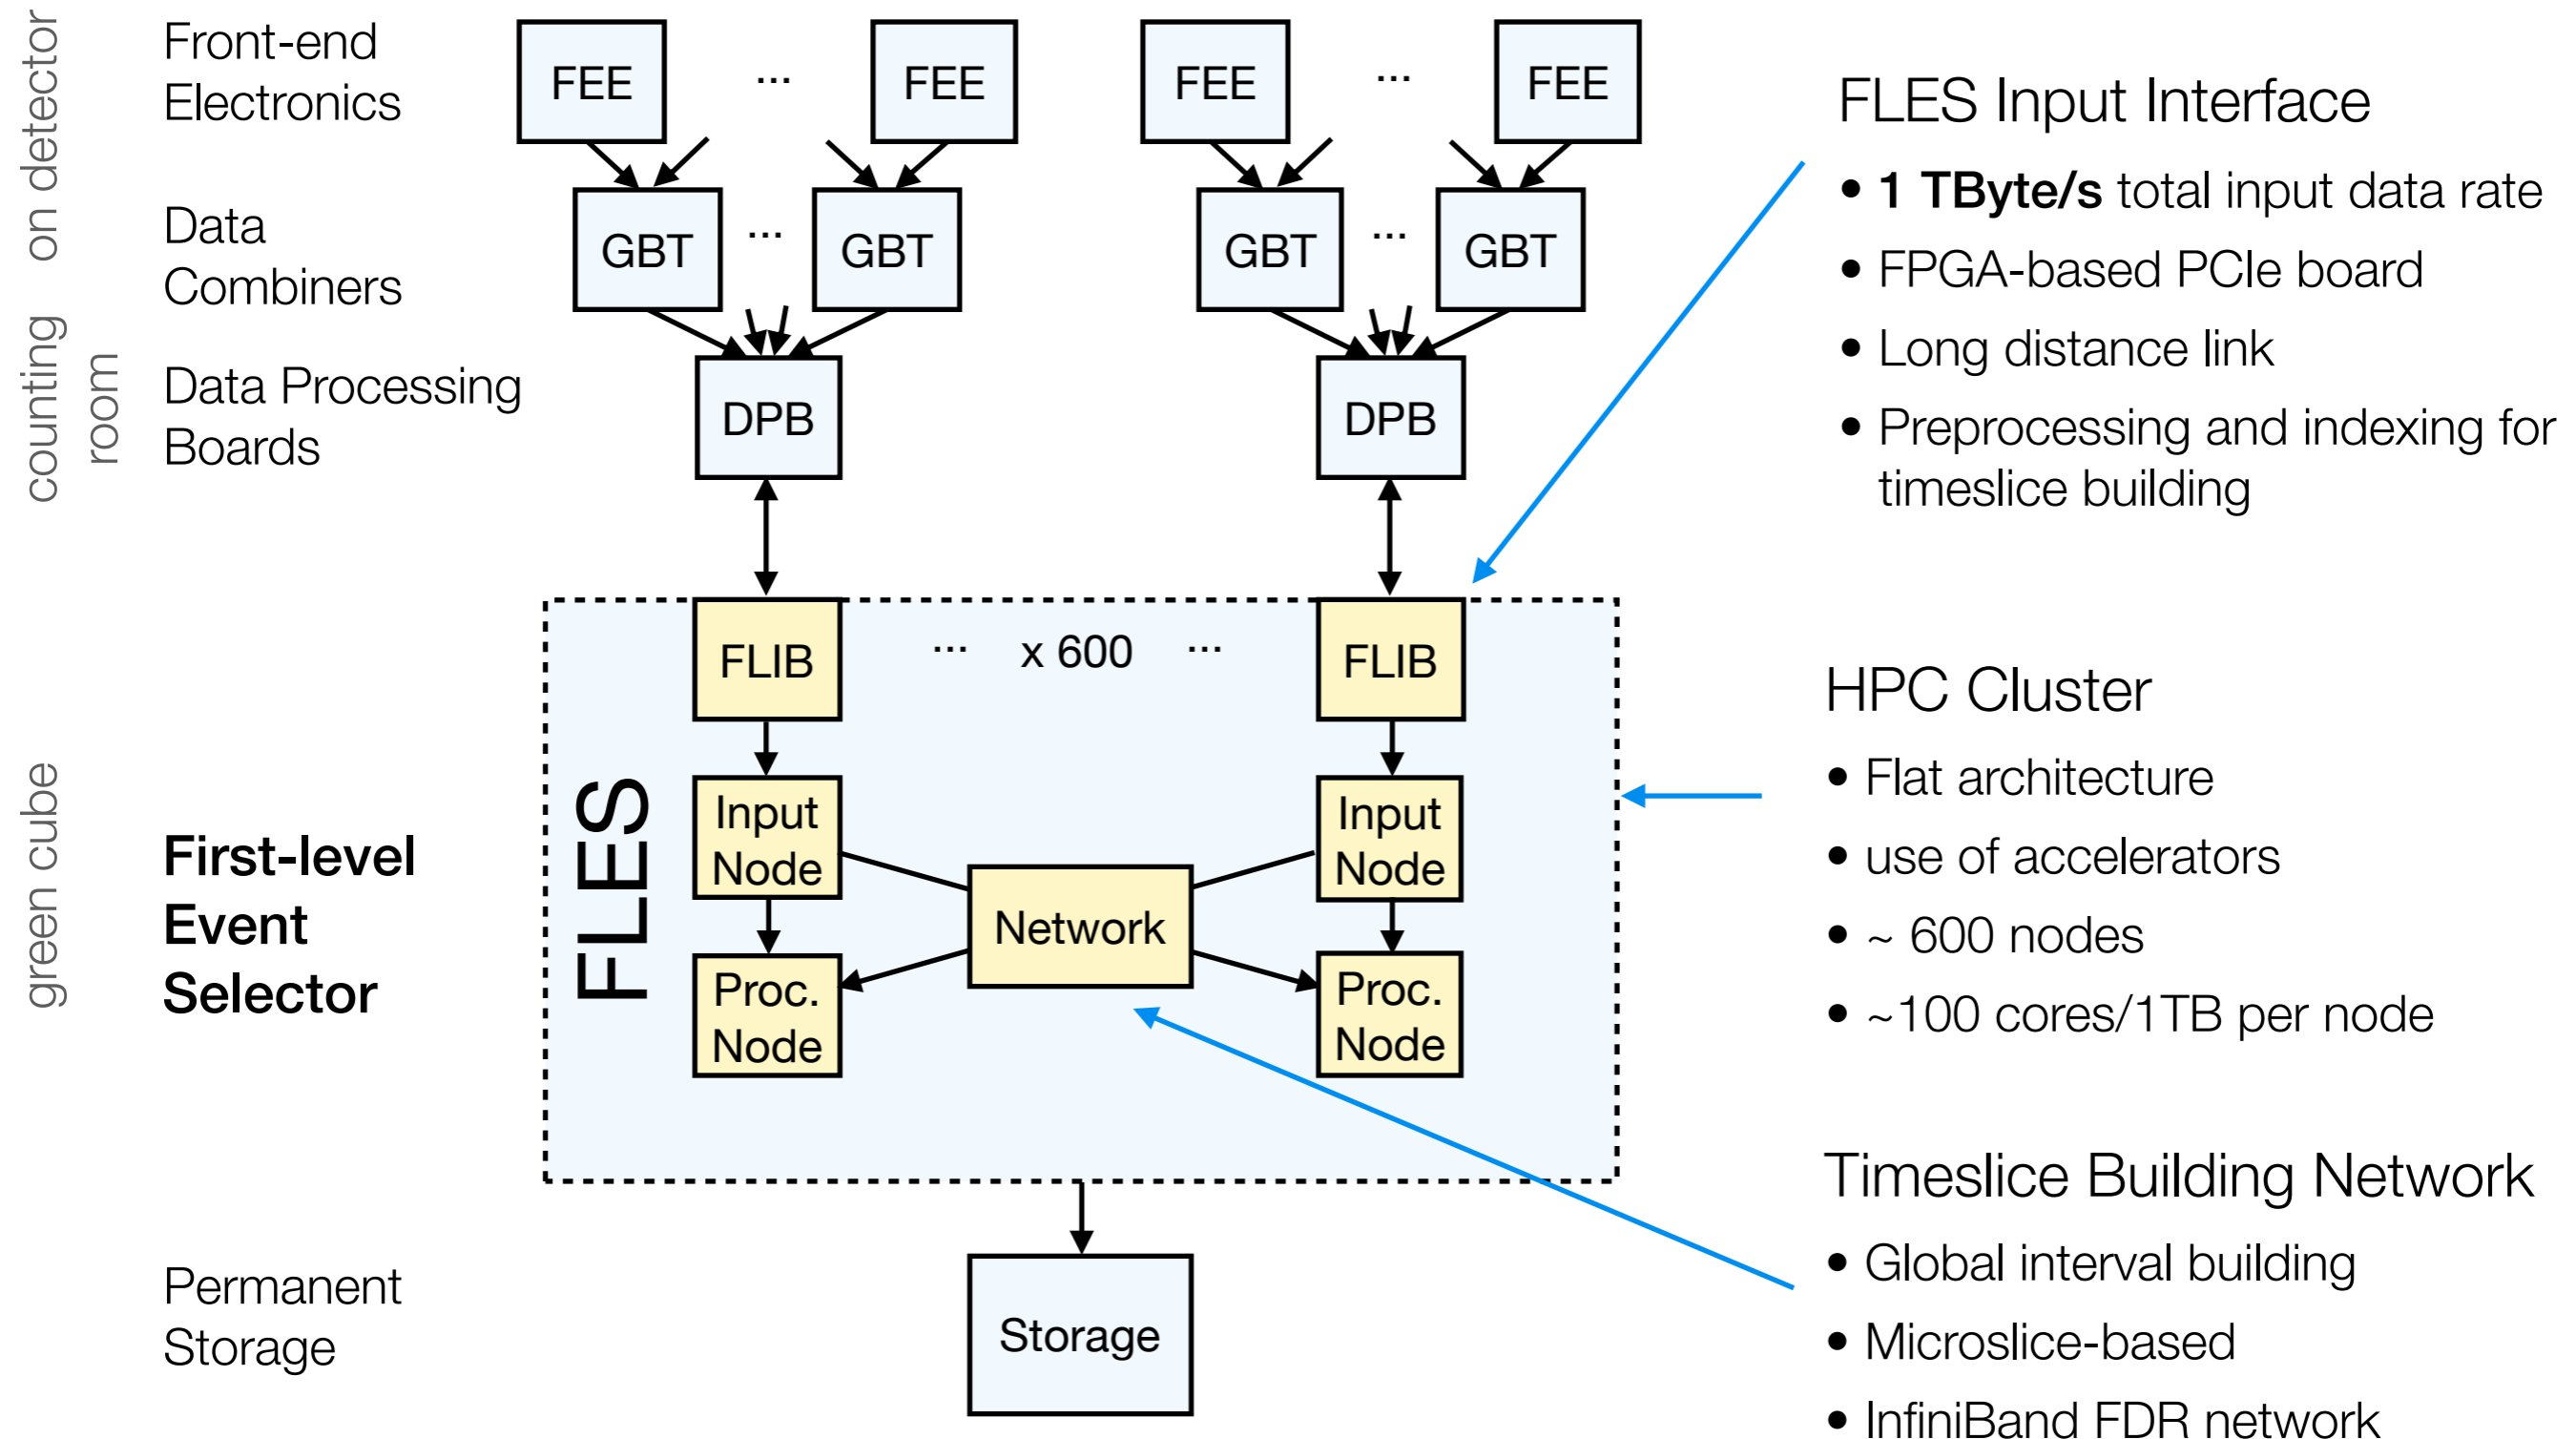 on detector
counting
room
green cube
Front-end
Electronics
Data
Combiners
Data Processing
Boards
First-level
Event
Selector
Permanent
Storage
FEE ... FEE FEE ... FEE
GBT ... GBT GBT ... GBT
DPB DPB
FLES
FLIB ... x 600 ... FLIB
Input
Node
Input
Node
Network
Proc.
Node
Proc.
Node
Storage
FLES Input Interface
• 1 TByte/s total input data rate
• FPGA-based PCIe board
• Long distance link
• Preprocessing and indexing for
timeslice building
HPC Cluster
• Flat architecture
• use of accelerators
• ~ 600 nodes
• ~100 cores/1TB per node
Timeslice Building Network
• Global interval building
• Microslice-based
• InfiniBand FDR network